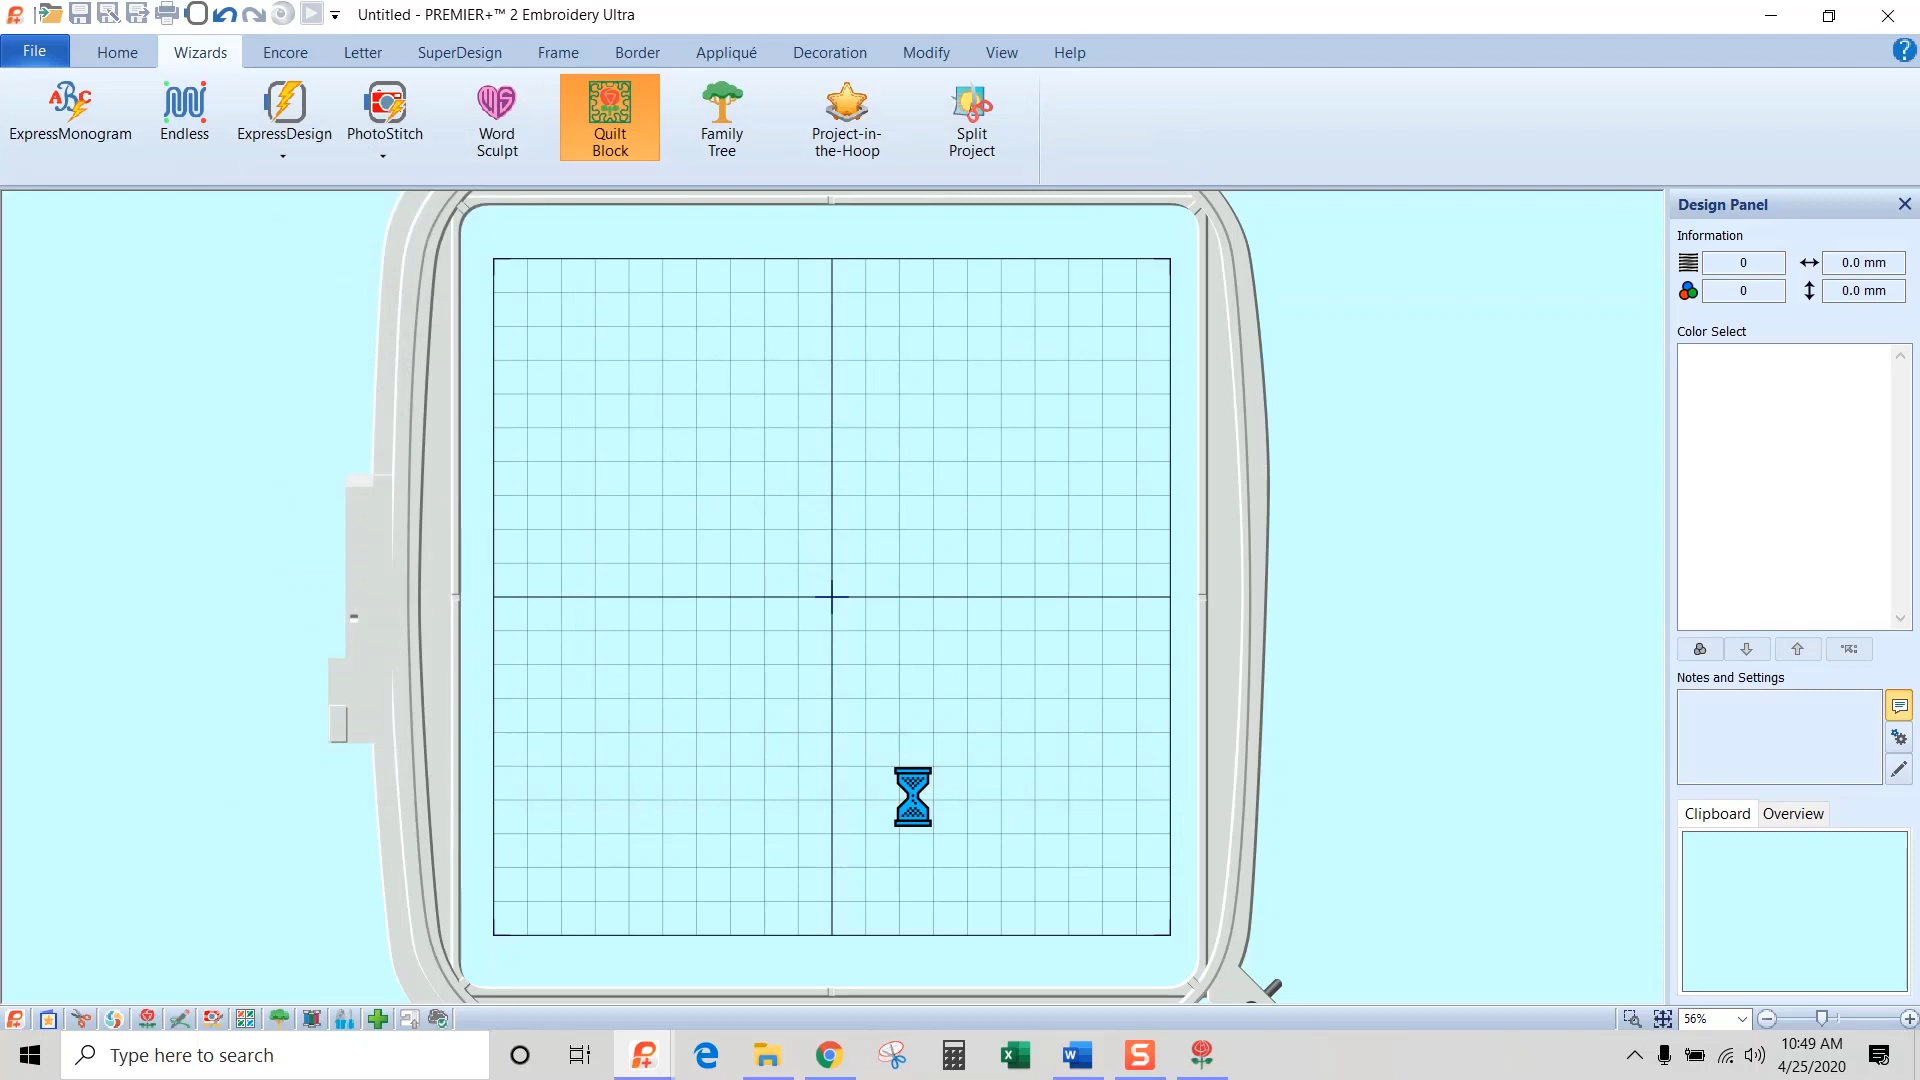 Untitled - PREMIER+™ 2 Embroidery Ultra
File Home Wizards Encore Letter SuperDesign Frame Border Appliqué Decoration Modify View Help
ExpressMonogram
Endless
ExpressDesign
PhotoStitch
Word
Sculpt
Quilt
Block
Family
Tree
Project-in-
the-Hoop
Split
Project
Design Panel
Information
0 0.0 mm
0 0.0 mm
Color Select
Notes and Settings
Clipboard Overview
56%
Type here to search
10:49 AM
4/25/2020